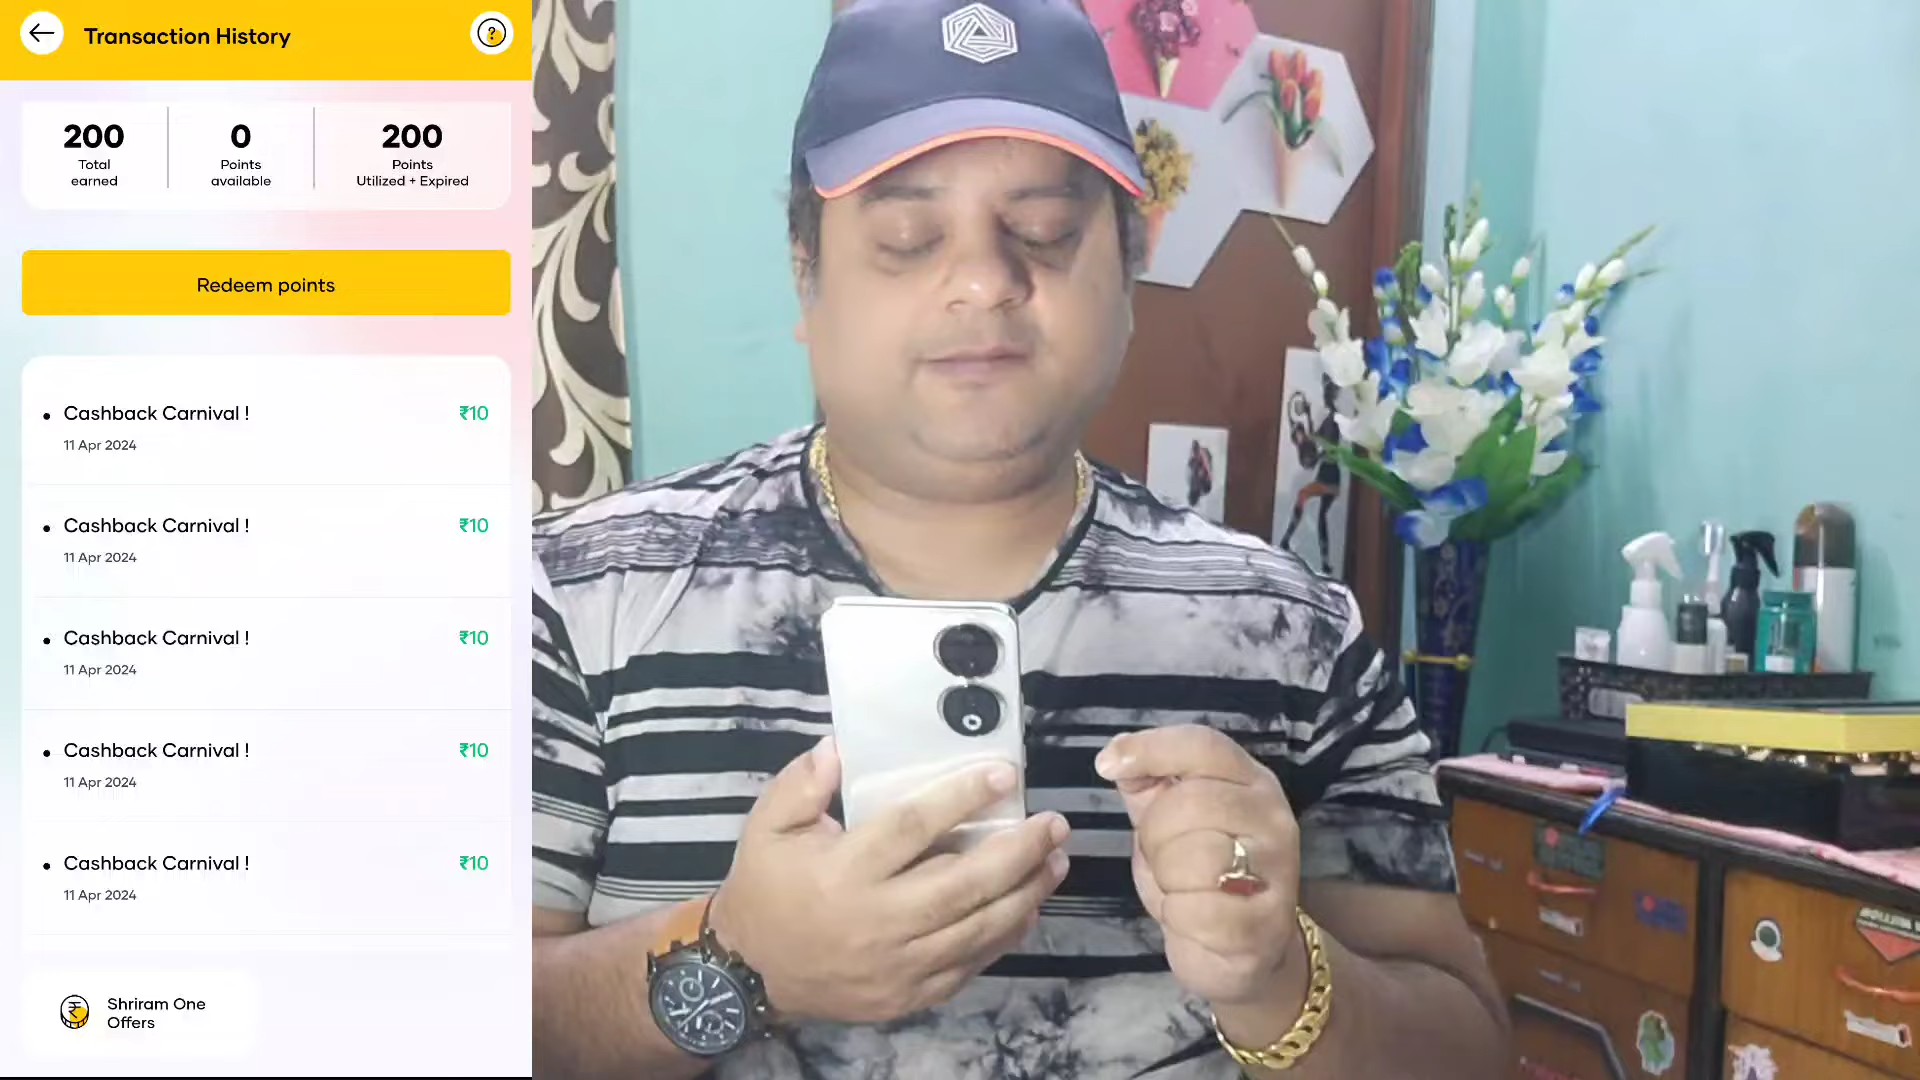 Transaction History
?
200
Total
earned
0
Points
available
200
Points
Utilized + Expired
Redeem points
Cashback Carnival !
₹10
11 Apr 2024
Cashback Carnival !
₹10
11 Apr 2024
Cashback Carnival !
₹10
11 Apr 2024
Cashback Carnival !
₹10
11 Apr 2024
Cashback Carnival !
₹10
11 Apr 2024
Shriram One
Offers